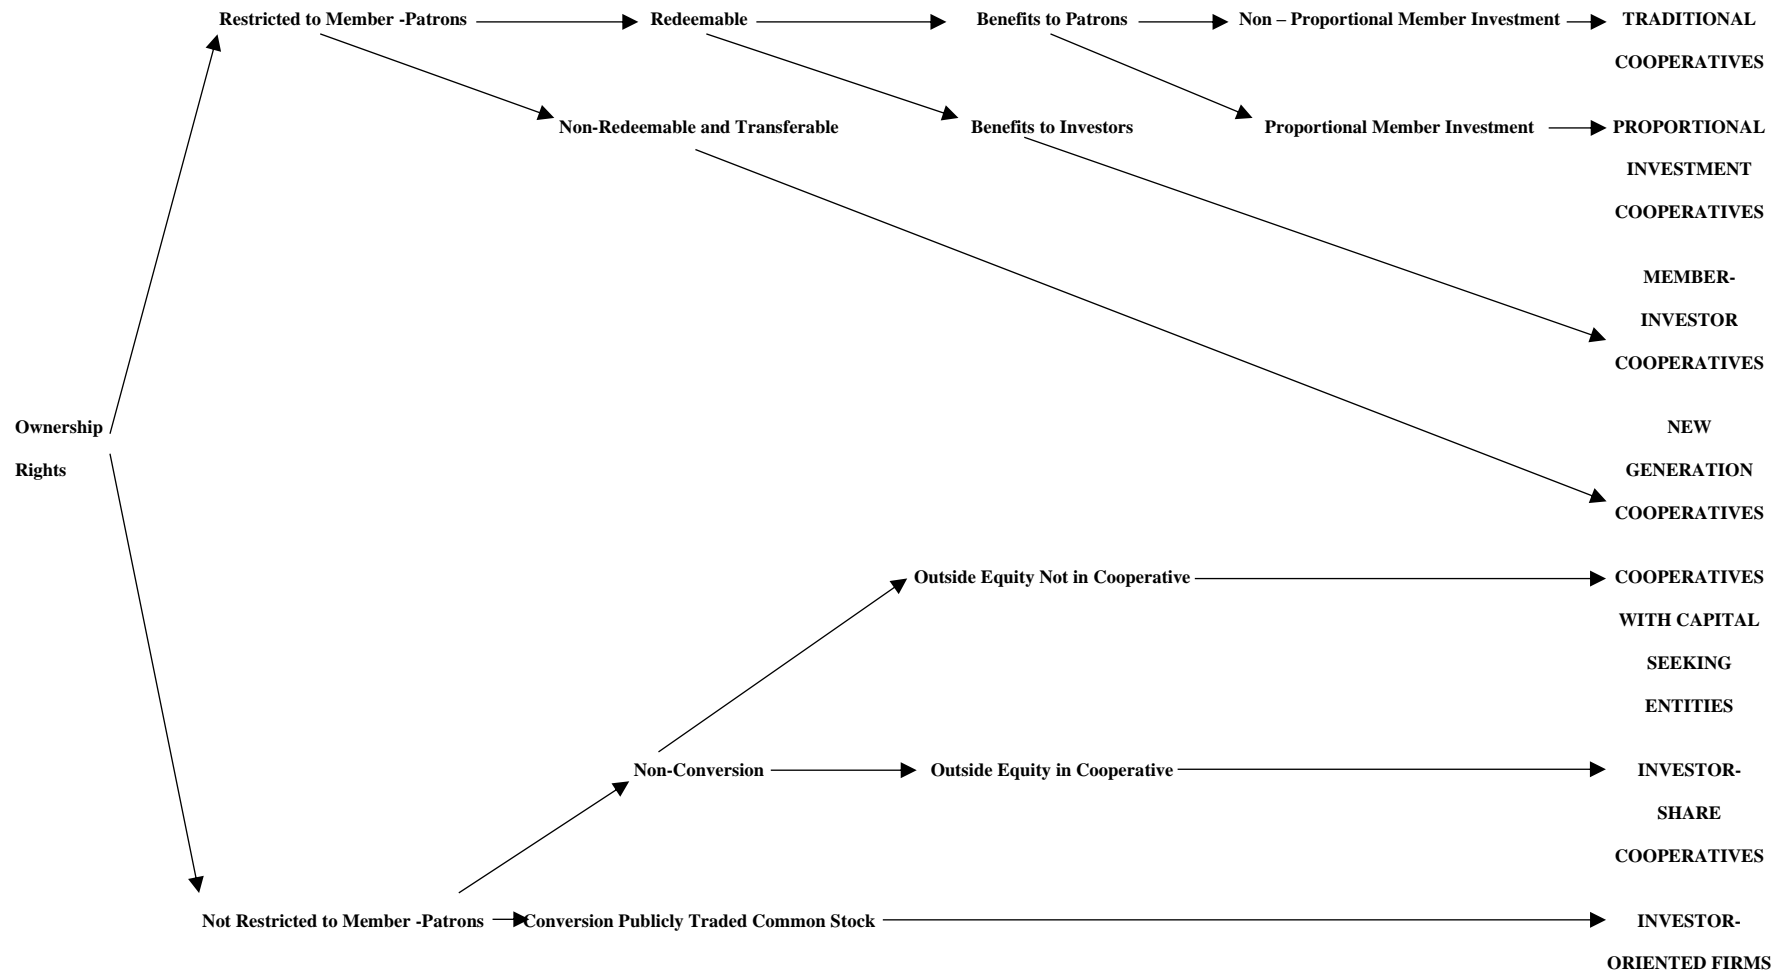 Restricted to Member -Patrons Redeemable Benefits to Patrons Non – Proportional Member Investment TRADITIONAL
COOPERATIVES
Non-Redeemable and Transferable Benefits to Investors Proportional Member Investment PROPORTIONAL
INVESTMENT
COOPERATIVES
MEMBER-
INVESTOR
COOPERATIVES
Ownership NEW
Rights GENERATION
COOPERATIVES
Outside Equity Not in Cooperative COOPERATIVES
WITH CAPITAL
SEEKING
ENTITIES
Non-Conversion Outside Equity in Cooperative INVESTOR-
SHARE
COOPERATIVES
Not Restricted to Member -Patrons Conversion Publicly Traded Common Stock INVESTOR-
ORIENTED FIRMS